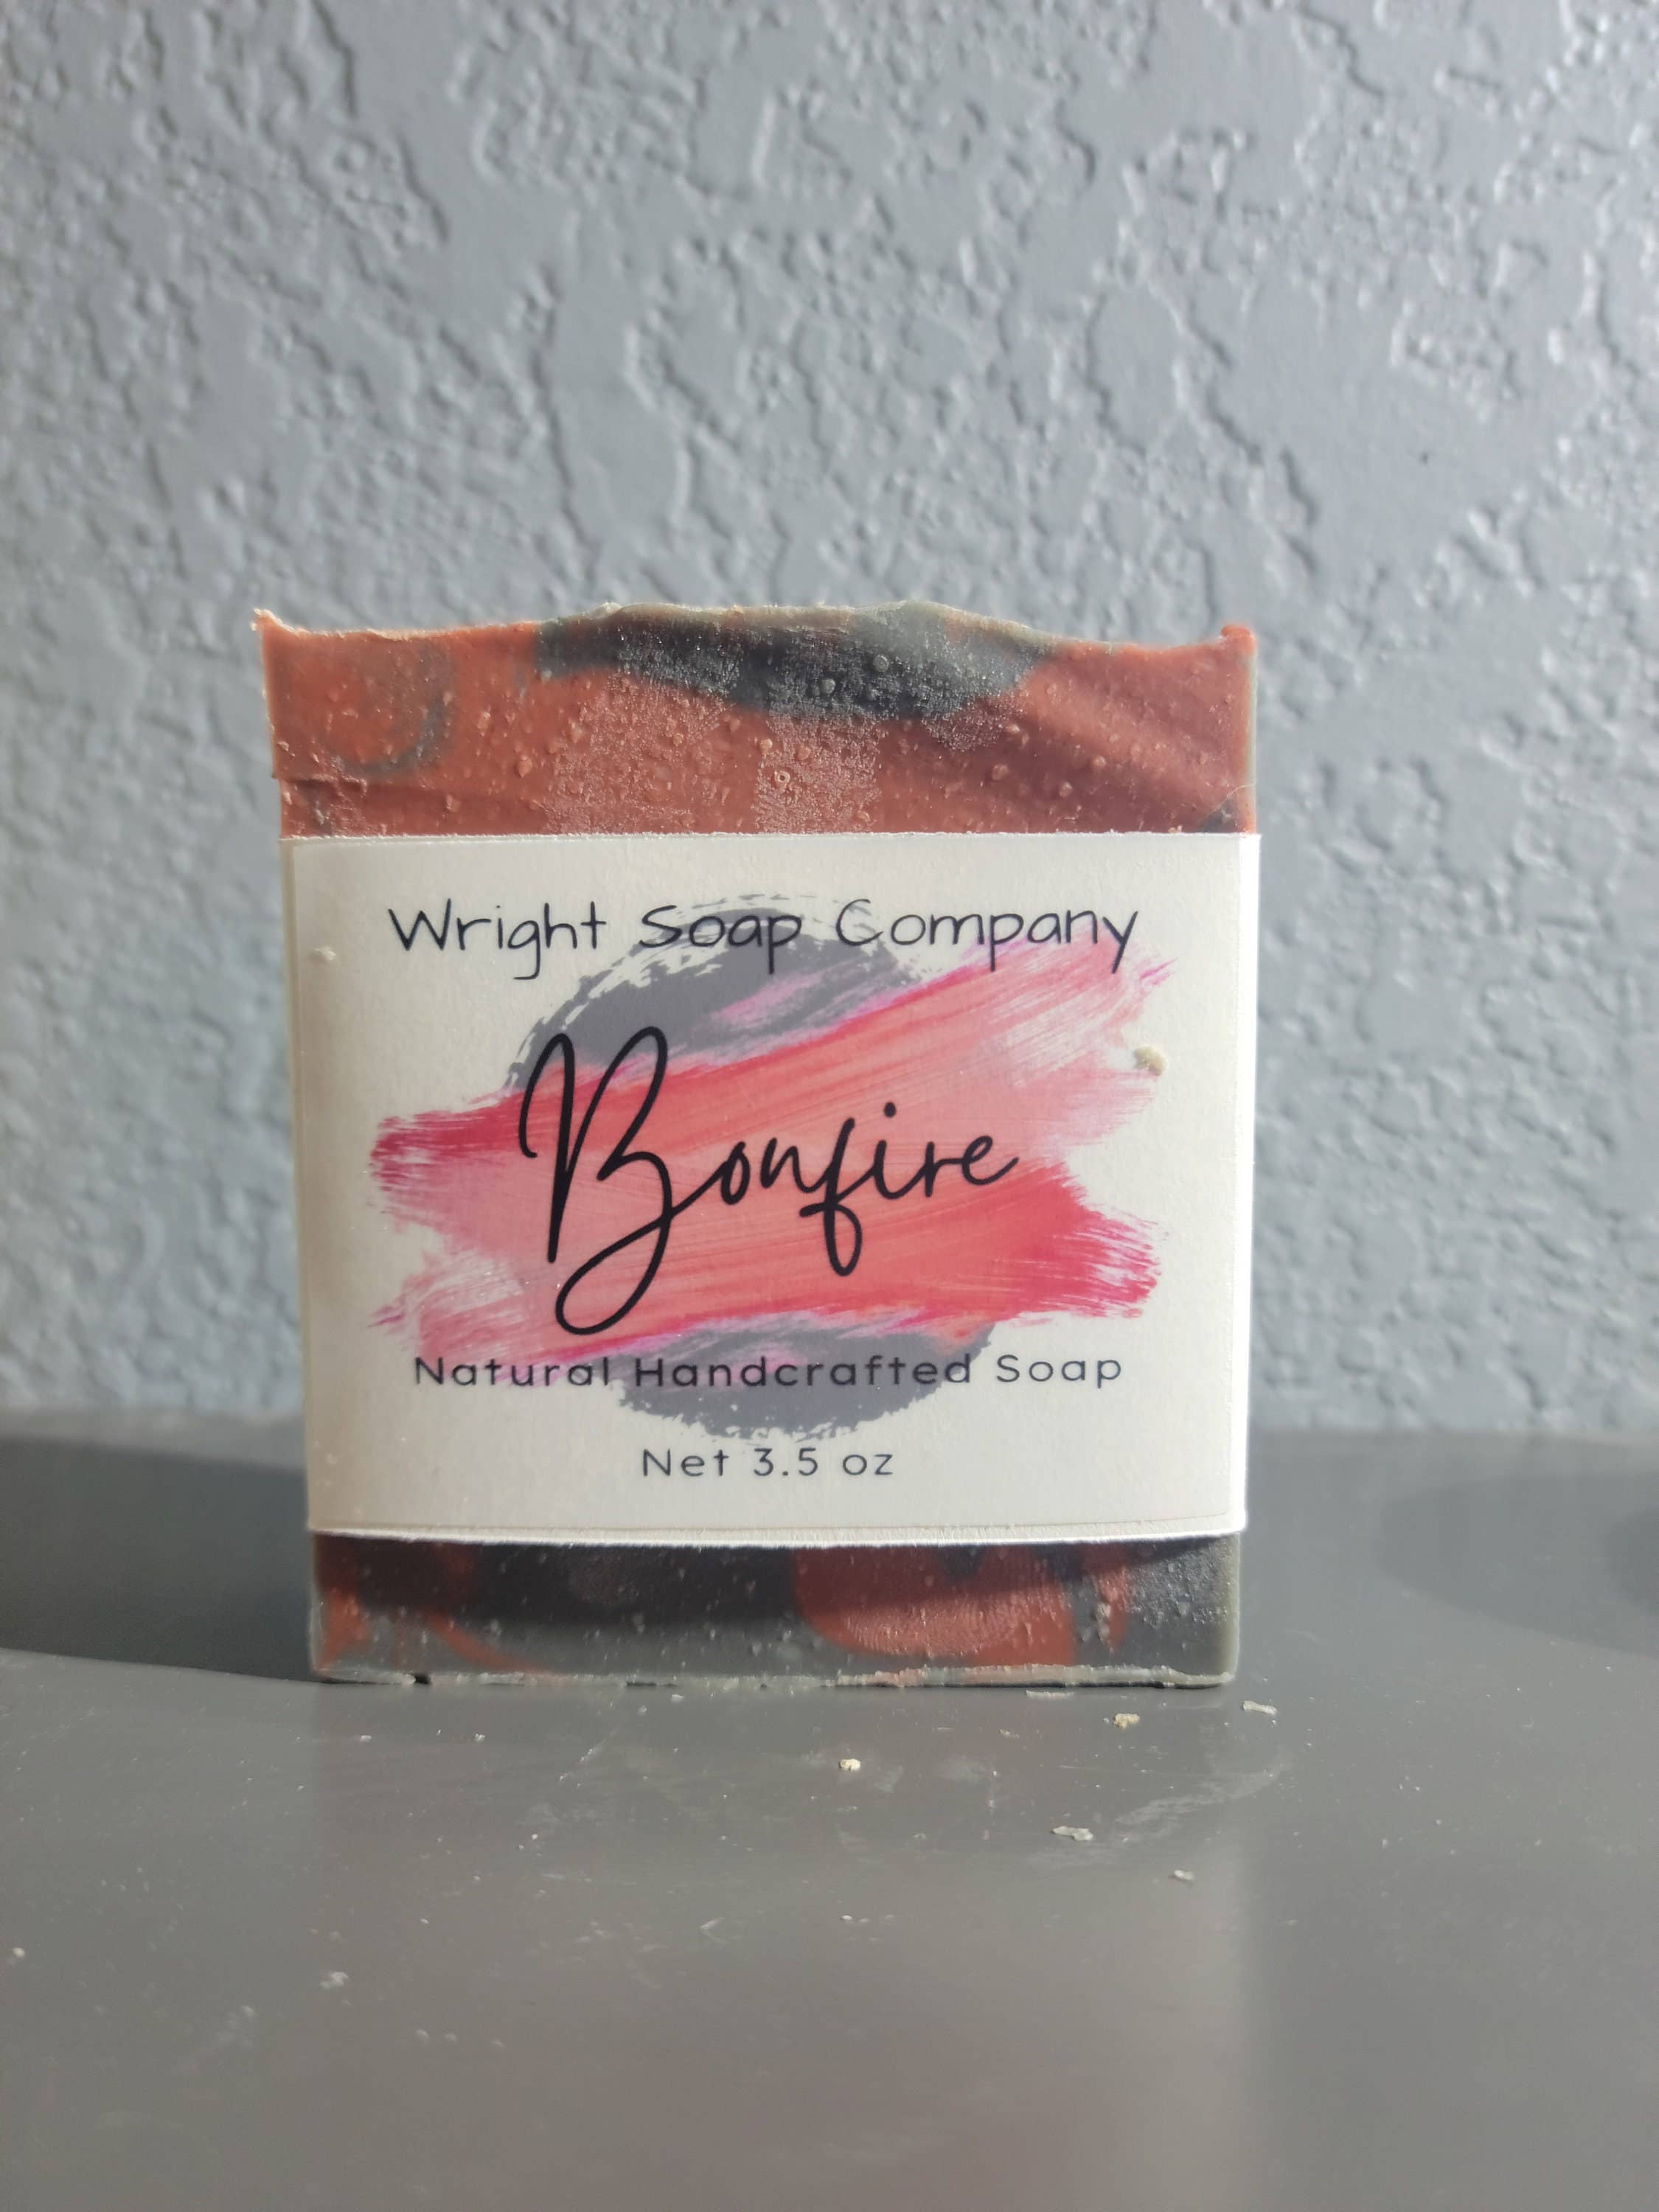 Wright Soap Company
Bonfire
Natural Handcrafted Soap
Net 3.5 oz